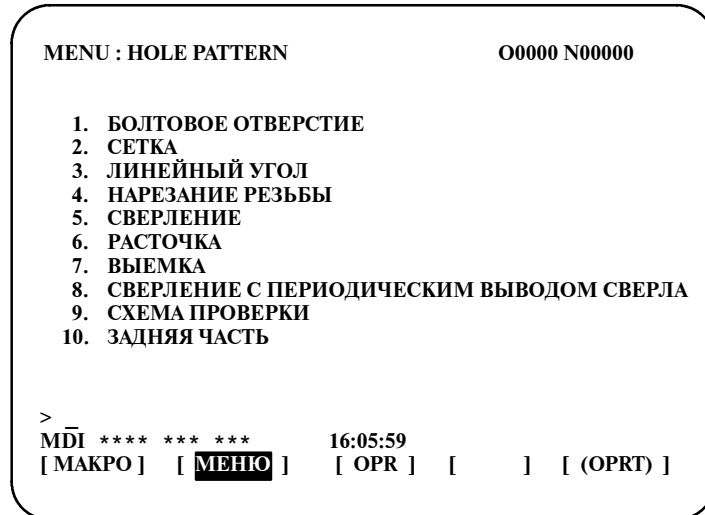 MENU : HOLE PATTERN O0000 N00000
1. БОЛТОВОЕ ОТВЕРСТИЕ
2. СЕТКА
3. ЛИНЕЙНЫЙ УГОЛ
4. НАРЕЗАНИЕ РЕЗЬБЫ
5. СВЕРЛЕНИЕ
6. РАСТОЧКА
7. ВЫЕМКА
8. СВЕРЛЕНИЕ С ПЕРИОДИЧЕСКИМ ВЫВОДОМ СВЕРЛА
9. СХЕМА ПРОВЕРКИ
10. ЗАДНЯЯ ЧАСТЬ
> _
MDI **** *** *** 16:05:59
[ МАКРО ] [ МЕНЮ ] [ OPR ] [ ] [ (OPRT) ]